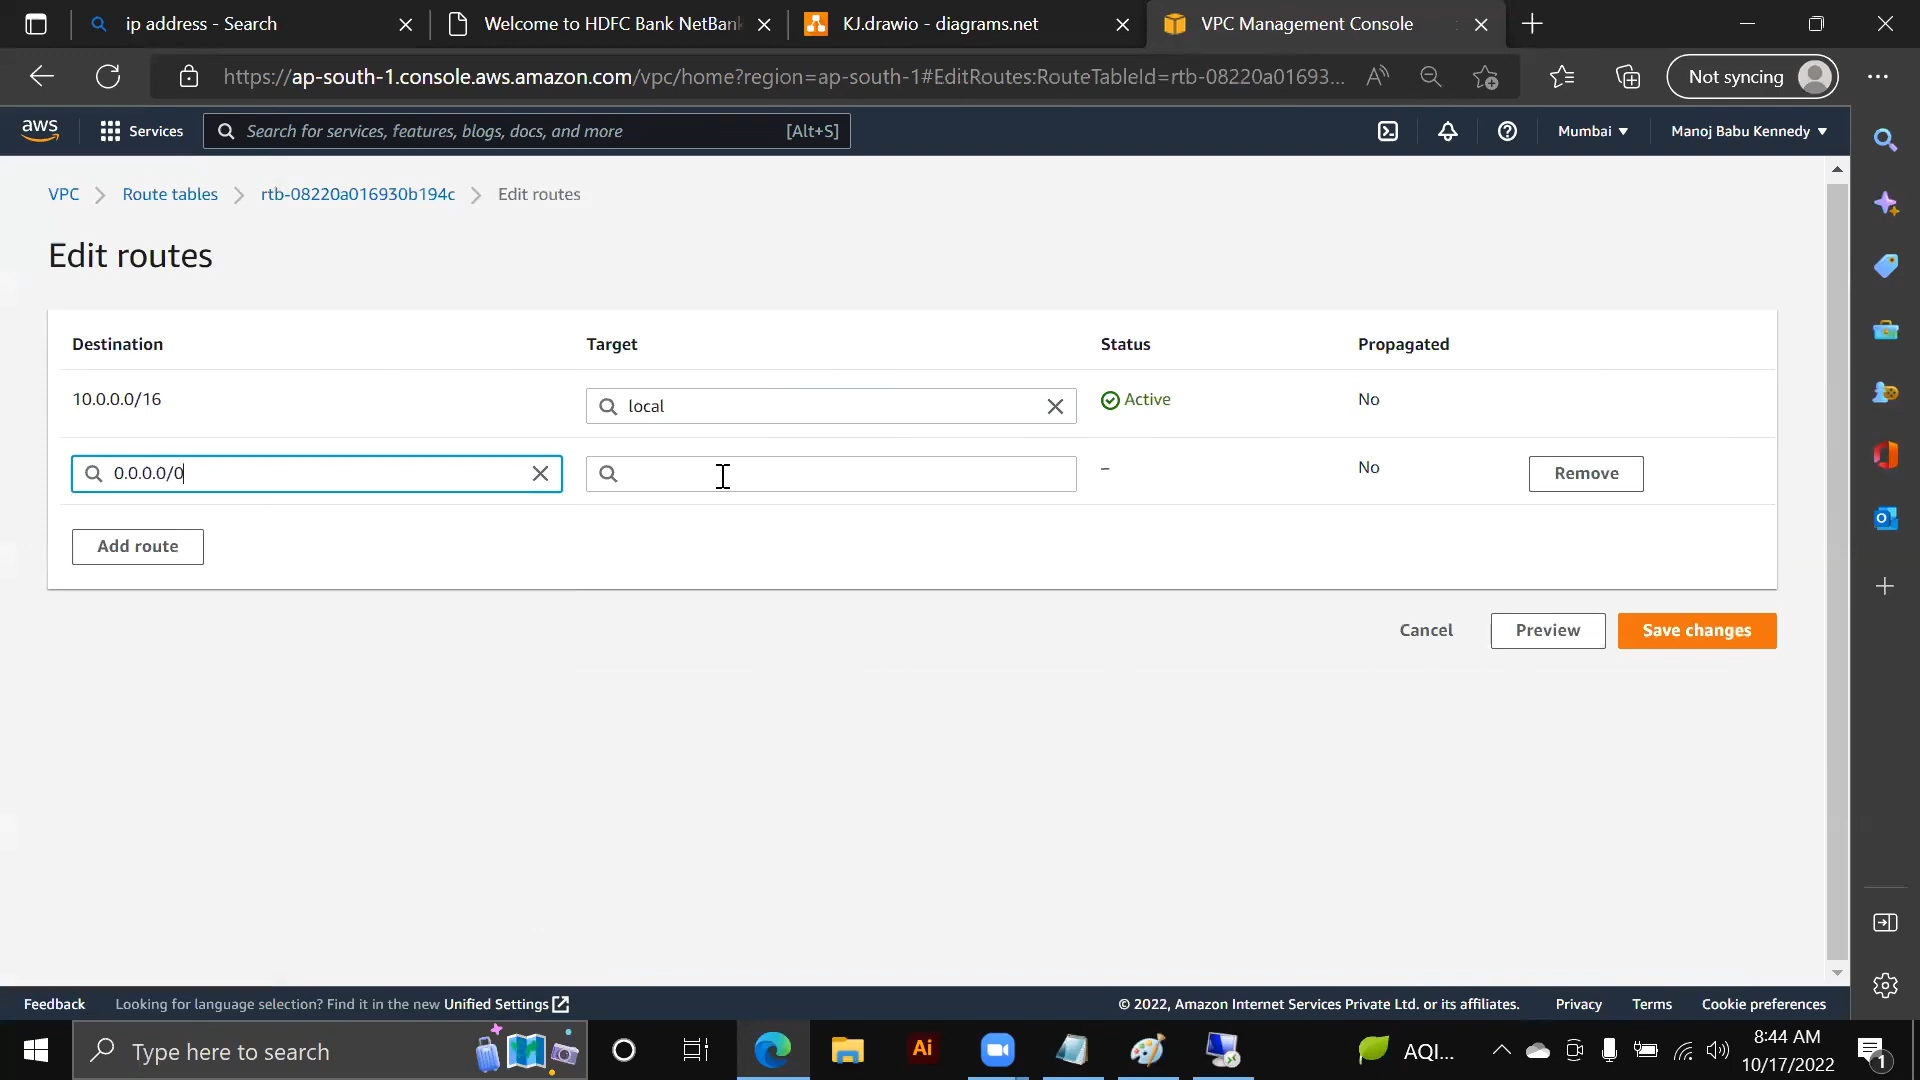 ip address - Search
Welcome to HDFC Bank NetBank
KJ.drawio - diagrams.net
VPC Management Console
https://ap-south-1.console.aws.amazon.com/vpc/home?region=ap-south-1#EditRoutes:RouteTableId=rtb-08220a01693...
Not syncing
aws
Services
Search for services, features, blogs, docs, and more
[Alt+S]
Mumbai
Manoj Babu Kennedy
VPC
Route tables
rtb-08220a016930b194c
Edit routes
Edit routes
Destination
Target
Status
Propagated
10.0.0.0/16
local
Active
No
0.0.0.0/0
–
No
Remove
Add route
Cancel
Preview
Save changes
Feedback
Looking for language selection? Find it in the new Unified Settings
© 2022, Amazon Internet Services Private Ltd. or its affiliates.
Privacy
Terms
Cookie preferences
Type here to search
Ai
AQI...
8:44 AM
10/17/2022
1